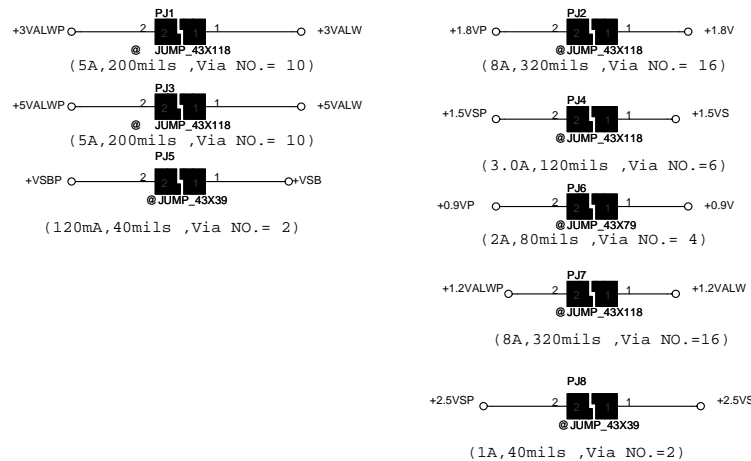 PJ1
+3VALWP 2 2 1 1 +3VALW
@ JUMP_43X118
(5A,200mils ,Via NO.= 10)
PJ3
+5VALWP 2 2 1 1 +5VALW
@ JUMP_43X118
(5A,200mils ,Via NO.= 10)
PJ5
+VSBP 2 2 1 1 +VSB
@ JUMP_43X39
(120mA,40mils ,Via NO.= 2)
PJ2
+1.8VP 2 2 1 1 +1.8V
@ JUMP_43X118
(8A,320mils ,Via NO.= 16)
PJ4
+1.5VSP 2 2 1 1 +1.5VS
@ JUMP_43X118
(3.0A,120mils ,Via NO.=6)
PJ6
+0.9VP 2 2 1 1 +0.9V
@ JUMP_43X79
(2A,80mils ,Via NO.= 4)
PJ7
+1.2VALWP 2 2 1 1 +1.2VALW
@ JUMP_43X118
(8A,320mils ,Via NO.=16)
PJ8
+2.5VSP 2 2 1 1 +2.5VS
@ JUMP_43X39
(1A,40mils ,Via NO.=2)